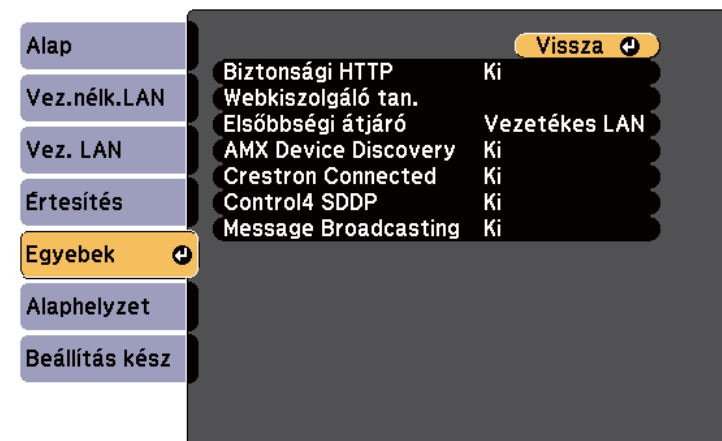 Alap
Vez.nélk.LAN
Vez. LAN
Értesítés
Egyebek
Alaphelyzet
Beállítás kész
Vissza
Biztonsági HTTP Ki
Webkiszolgáló tan.
Elsőbbségi átjáró Vezetékes LAN
AMX Device Discovery Ki
Crestron Connected Ki
Control4 SDDP Ki
Message Broadcasting Ki